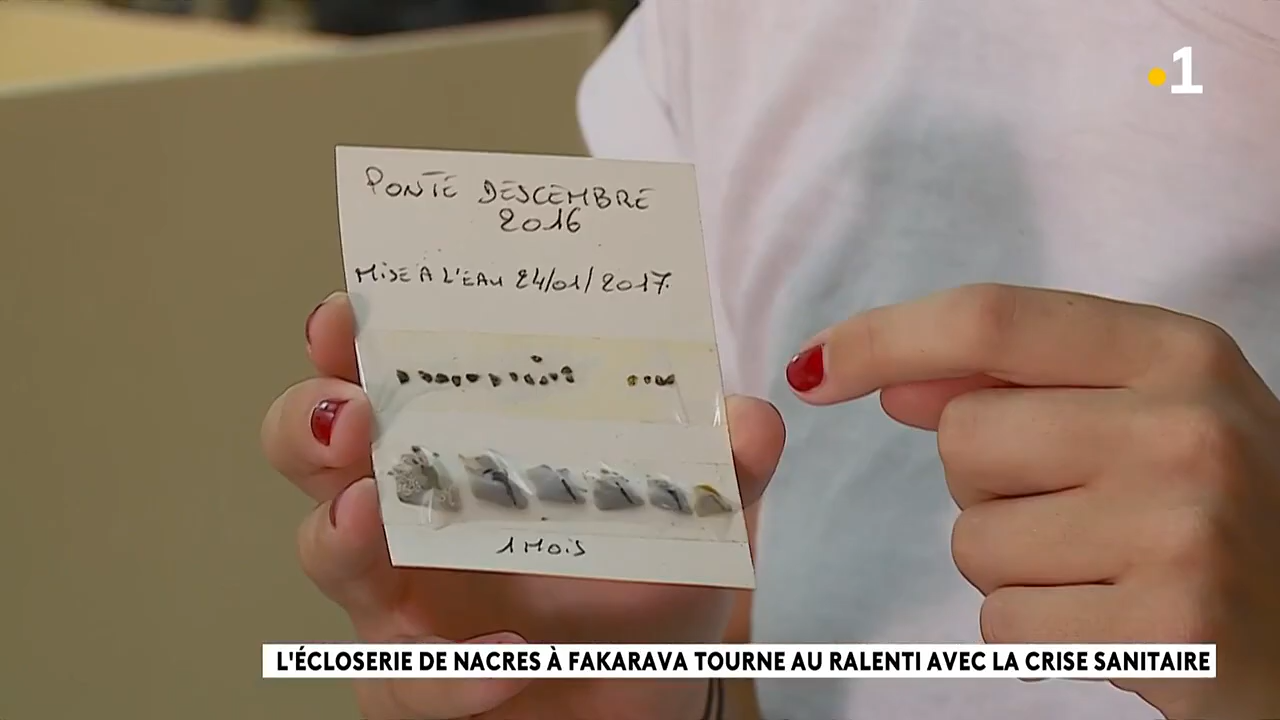 1
PONTE DESCEMBRE
2016
MISE A L'EAU 24/01/2017
1 MOIS
L'ÉCLOSERIE DE NACRES À FAKARAVA TOURNE AU RALENTI AVEC LA CRISE SANITAIRE